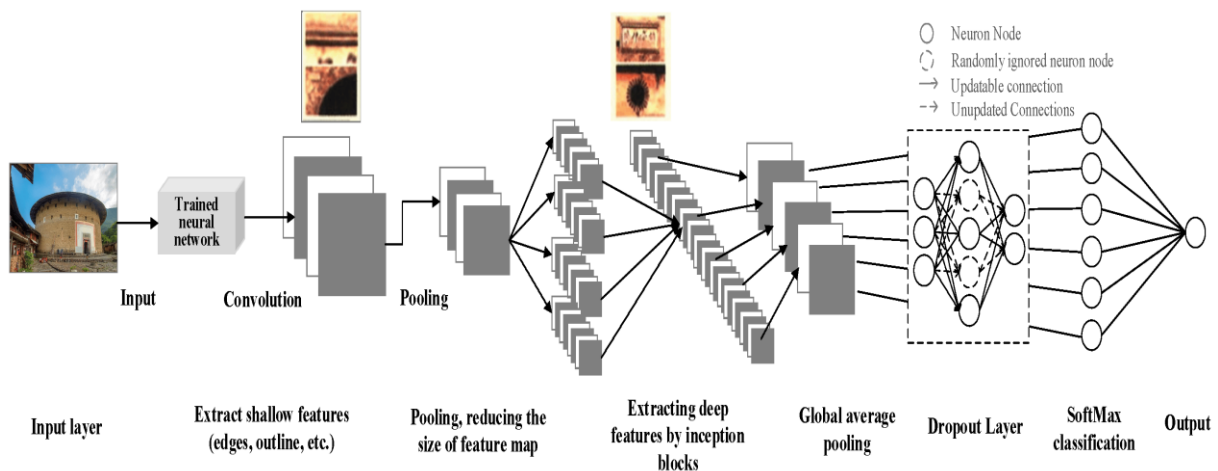 Neuron Node
Randomly ignored neuron node
Updatable connection
Unupdated Connections
Trained
neural
network
Input
Convolution
Pooling
Input layer
Extract shallow features
(edges, outline, etc.)
Pooling, reducing the
size of feature map
Extracting deep
features by inception
blocks
Global average
pooling
Dropout Layer
SoftMax
classification
Output